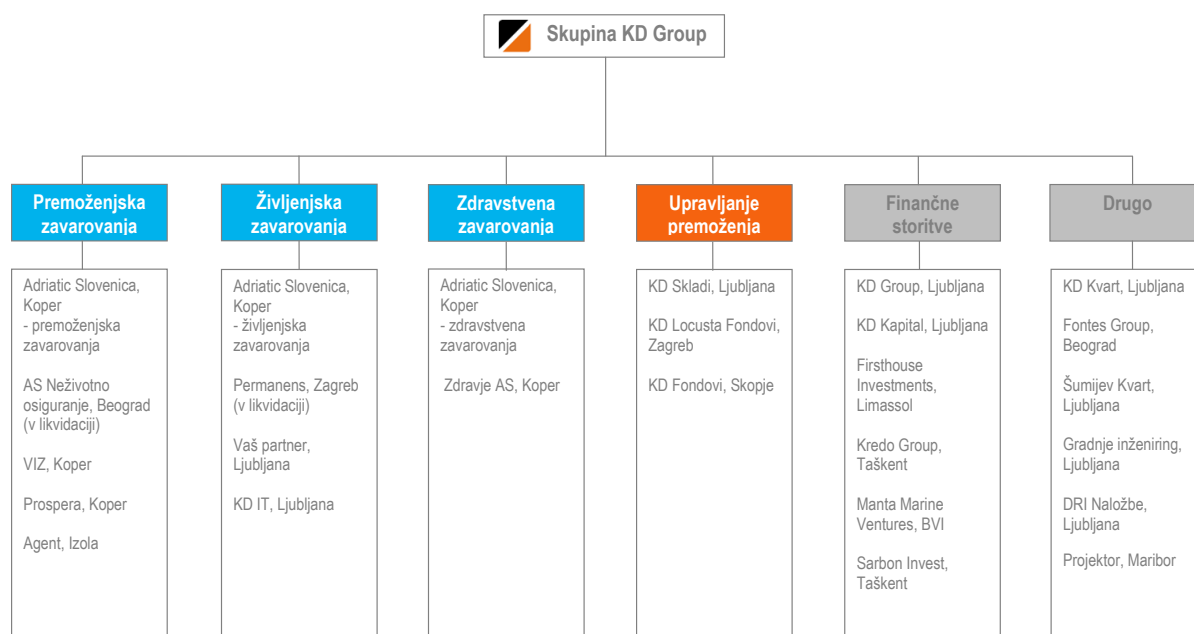 Skupina KD Group
Premoženjska
zavarovanja
Adriatic Slovenica,
Koper
- premoženjska
zavarovanja
AS Neživotno
osiguranje, Beograd
(v likvidaciji)
VIZ, Koper
Prospera, Koper
Agent, Izola
Življenjska
zavarovanja
Adriatic Slovenica,
Koper
- življenjska
zavarovanja
Permanens, Zagreb
(v likvidaciji)
Vaš partner,
Ljubljana
KD IT, Ljubljana
Zdravstvena
zavarovanja
Adriatic Slovenica,
Koper
- zdravstvena
zavarovanja
Zdravje AS, Koper
Upravljanje
premoženja
KD Skladi, Ljubljana
KD Locusta Fondovi,
Zagreb
KD Fondovi, Skopje
Finančne
storitve
KD Group, Ljubljana
KD Kapital, Ljubljana
Firsthouse
Investments,
Limassol
Kredo Group,
Taškent
Manta Marine
Ventures, BVI
Sarbon Invest,
Taškent
Drugo
KD Kvart, Ljubljana
Fontes Group,
Beograd
Šumijev Kvart,
Ljubljana
Gradnje inženiring,
Ljubljana
DRI Naložbe,
Ljubljana
Projektor, Maribor